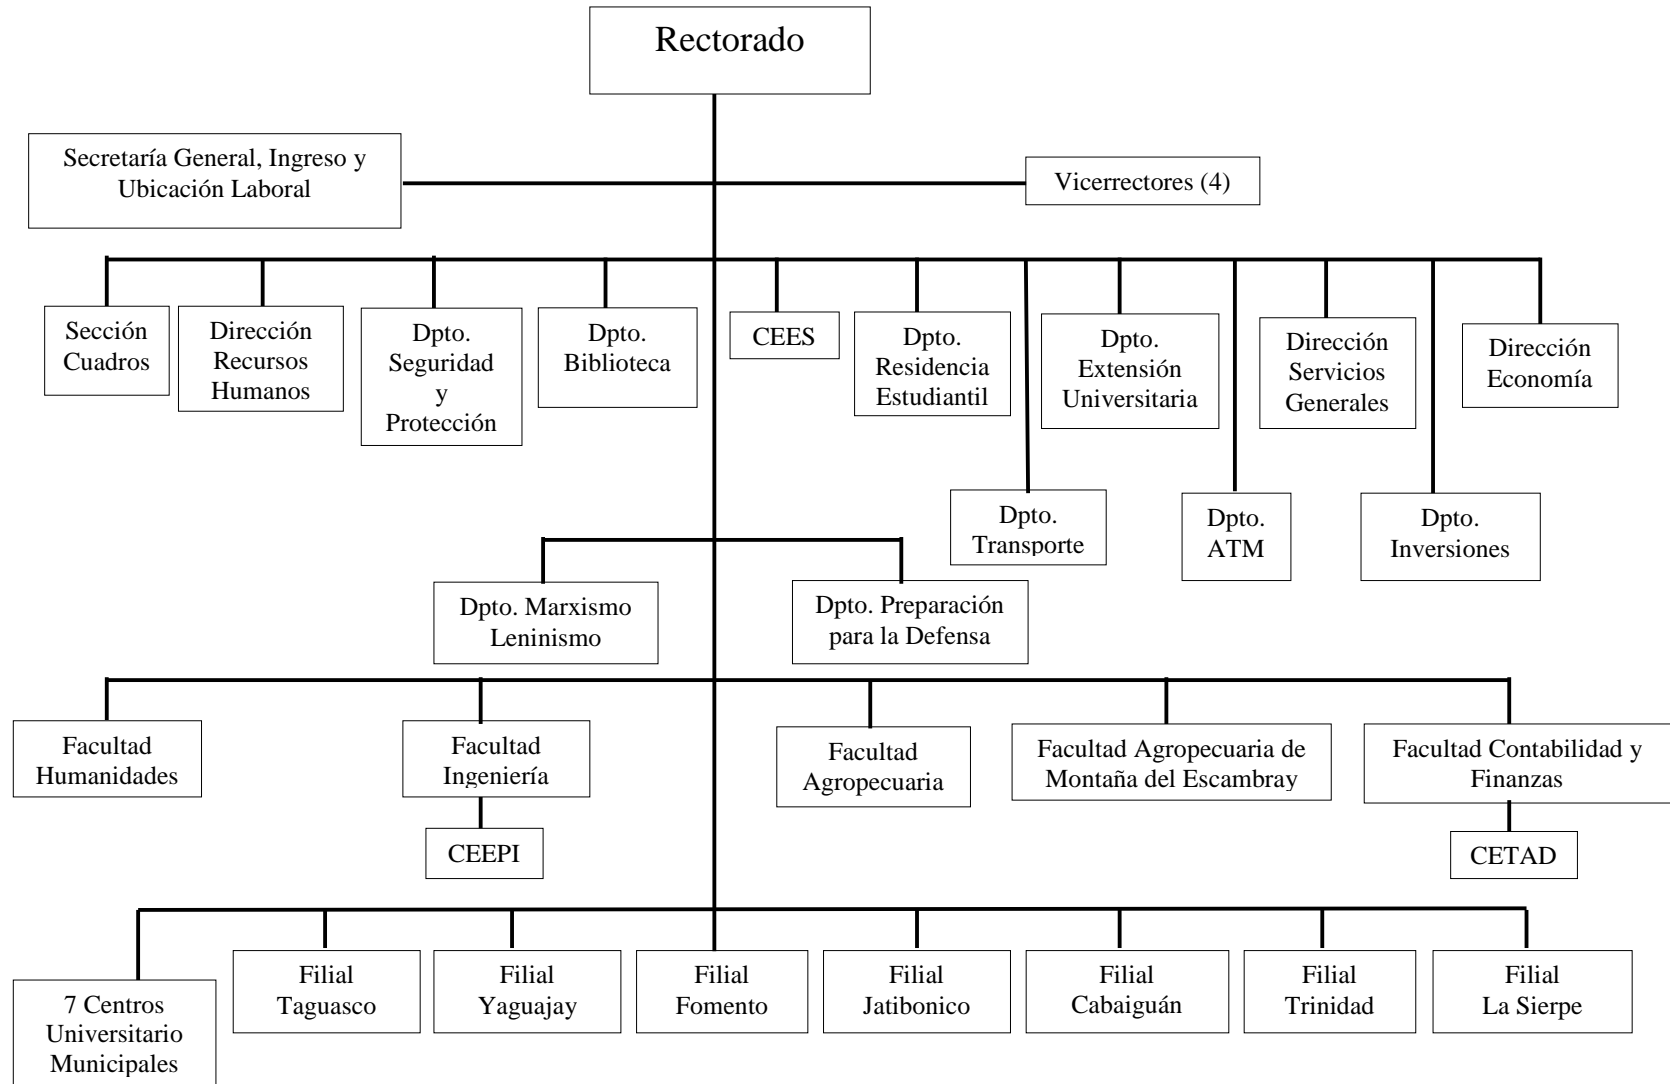 Rectorado
Secretaría General, Ingreso y
Ubicación Laboral
Vicerrectores (4)
Sección
Cuadros
Dirección
Recursos
Humanos
Dpto.
Seguridad
y
Protección
Dpto.
Biblioteca
CEES
Dpto.
Residencia
Estudiantil
Dpto.
Extensión
Universitaria
Dirección
Servicios
Generales
Dirección
Economía
Dpto.
Transporte
Dpto.
ATM
Dpto.
Inversiones
Dpto. Marxismo
Leninismo
Dpto. Preparación
para la Defensa
Facultad
Humanidades
Facultad
Ingeniería
Facultad
Agropecuaria
Facultad Agropecuaria de
Montaña del Escambray
Facultad Contabilidad y
Finanzas
CEEPI
CETAD
7 Centros
Universitario
Municipales
Filial
Taguasco
Filial
Yaguajay
Filial
Fomento
Filial
Jatibonico
Filial
Cabaiguán
Filial
Trinidad
Filial
La Sierpe